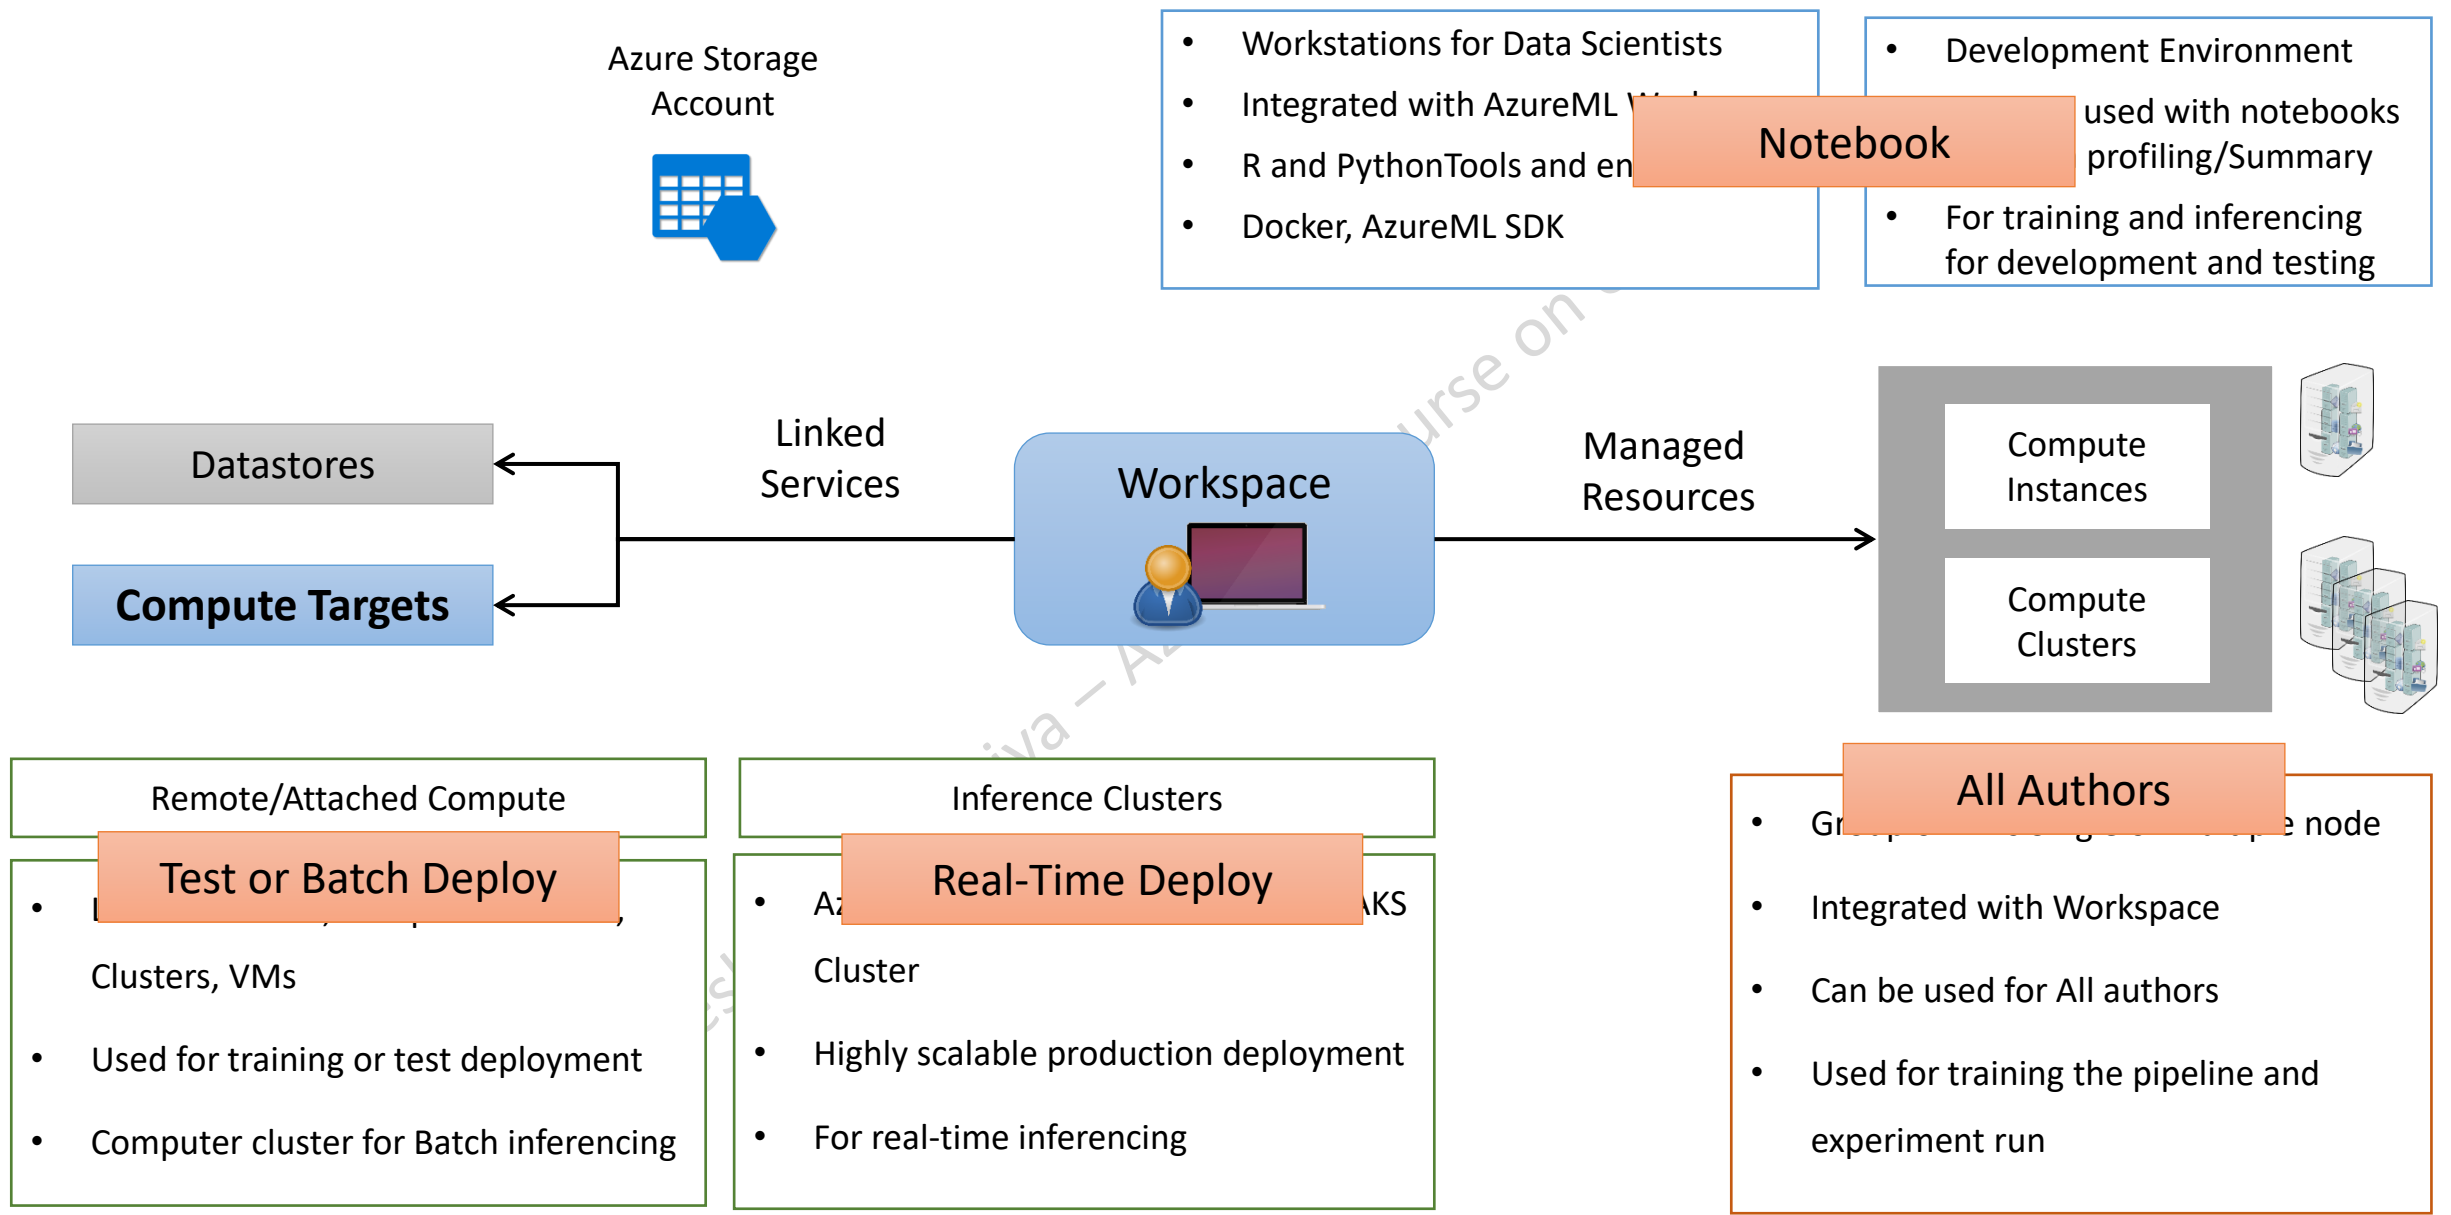 Azure Storage
Account
• Workstations for Data Scientists
• Integrated with AzureML
• R and PythonTools and
• Docker, AzureML SDK
• Development Environment
used with notebooks
profiling/Summary
• For training and inferencing
for development and testing
Notebook
Datastores
Compute Targets
Linked
Services
Workspace
Managed
Resources
Compute
Instances
Compute
Clusters
Remote/Attached Compute
Test or Batch Deploy
•
Clusters, VMs
• Used for training or test deployment
• Computer cluster for Batch inferencing
Inference Clusters
Real-Time Deploy
• AKS
Cluster
• Highly scalable production deployment
• For real-time inferencing
All Authors
• node
• Integrated with Workspace
• Can be used for All authors
• Used for training the pipeline and
experiment run